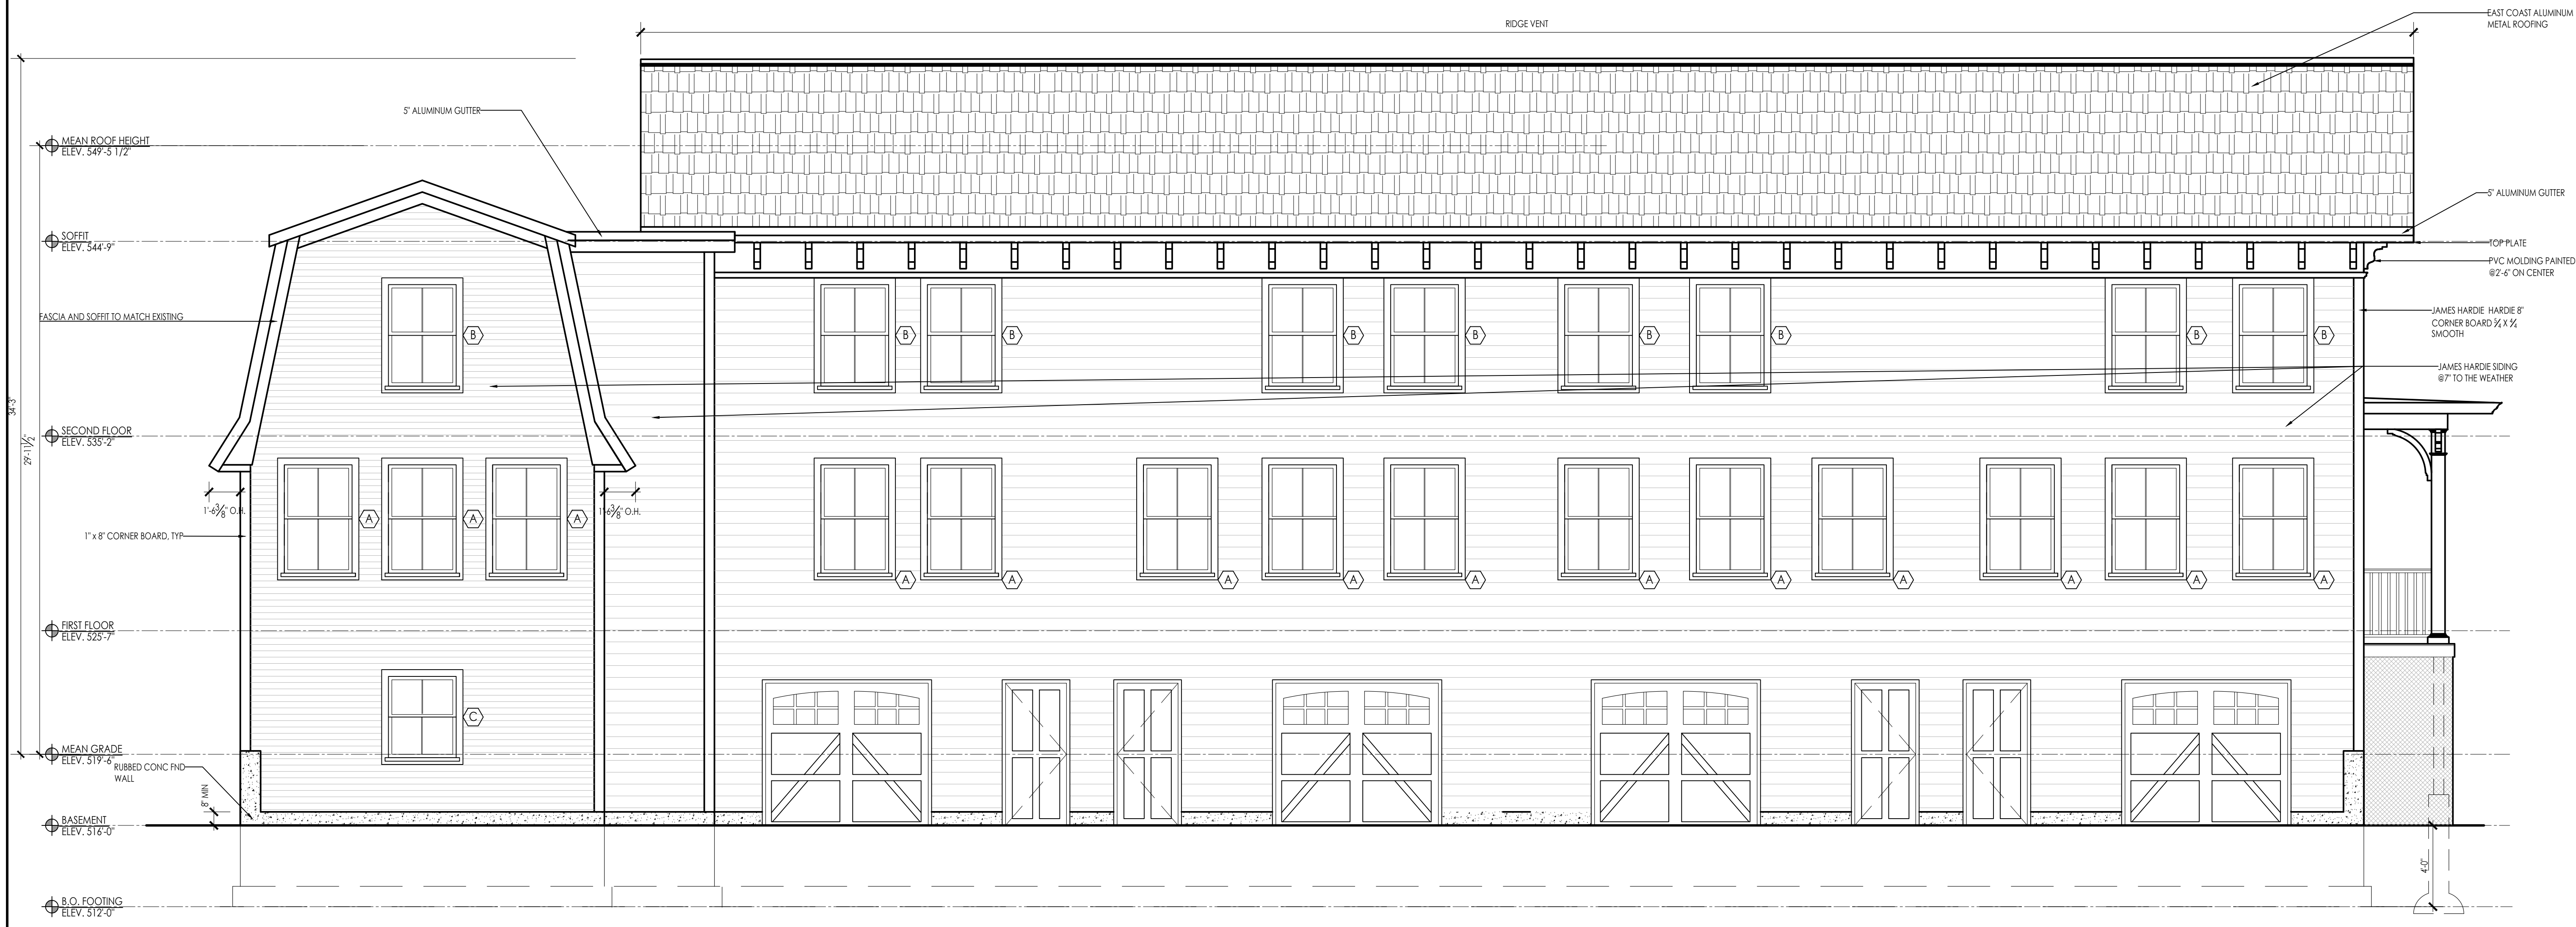 RIDGE VENT
EAST COAST ALUMINUM
METAL ROOFING
5" ALUMINUM GUTTER
MEAN ROOF HEIGHT
ELEV. 549'-5 1/2"
5" ALUMINUM GUTTER
SOFFIT
ELEV. 544'-9"
TOP PLATE
PVC MOLDING PAINTED
@2'-6" ON CENTER
FASCIA AND SOFFIT TO MATCH EXISTING
JAMES HARDIE HARDIE 8"
CORNER BOARD 5/4 X 5/4
SMOOTH
B
B
B
B
B
B
B
B
B
JAMES HARDIE SIDING
@7" TO THE WEATHER
34'-3"
29'-11 1/2"
SECOND FLOOR
ELEV. 535'-2"
1'-6 3/8" O.H.
1'-6 3/8" O.H.
A
A
A
1" x 8" CORNER BOARD, TYP
A
A
A
A
A
A
A
A
A
A
A
FIRST FLOOR
ELEV. 525'-7"
C
MEAN GRADE
ELEV. 519'-6"
RUBBED CONC FND
WALL
8" MIN
BASEMENT
ELEV. 516'-0"
4'-0"
B.O. FOOTING
ELEV. 512'-0"